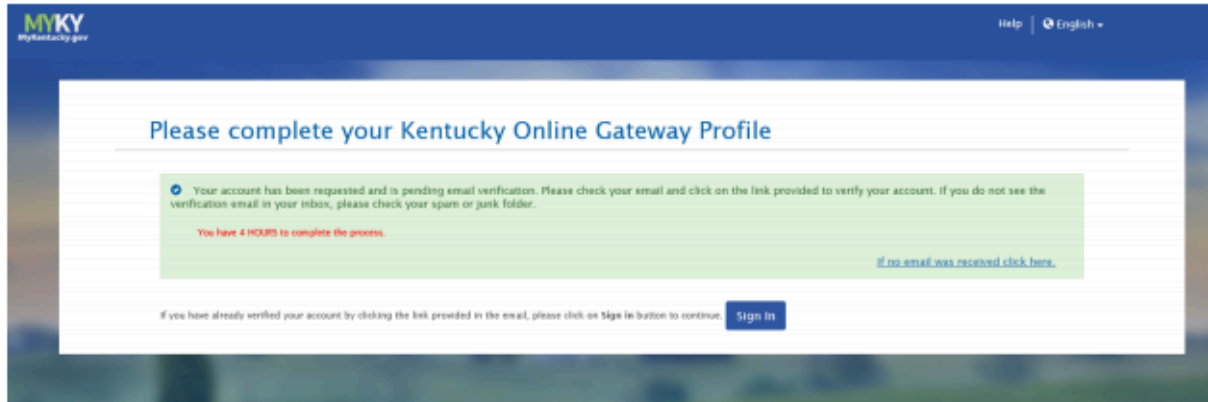 MYKY
MyKentucky.gov
Help
English
Please complete your Kentucky Online Gateway Profile
Your account has been requested and is pending email verification. Please check your email and click on the link provided to verify your account. If you do not see the
verification email in your inbox, please check your spam or junk folder.
You have 4 HOURS to complete the process.
If no email was received click here.
If you have already verified your account by clicking the link provided in the email, please click on Sign in button to continue. Sign In